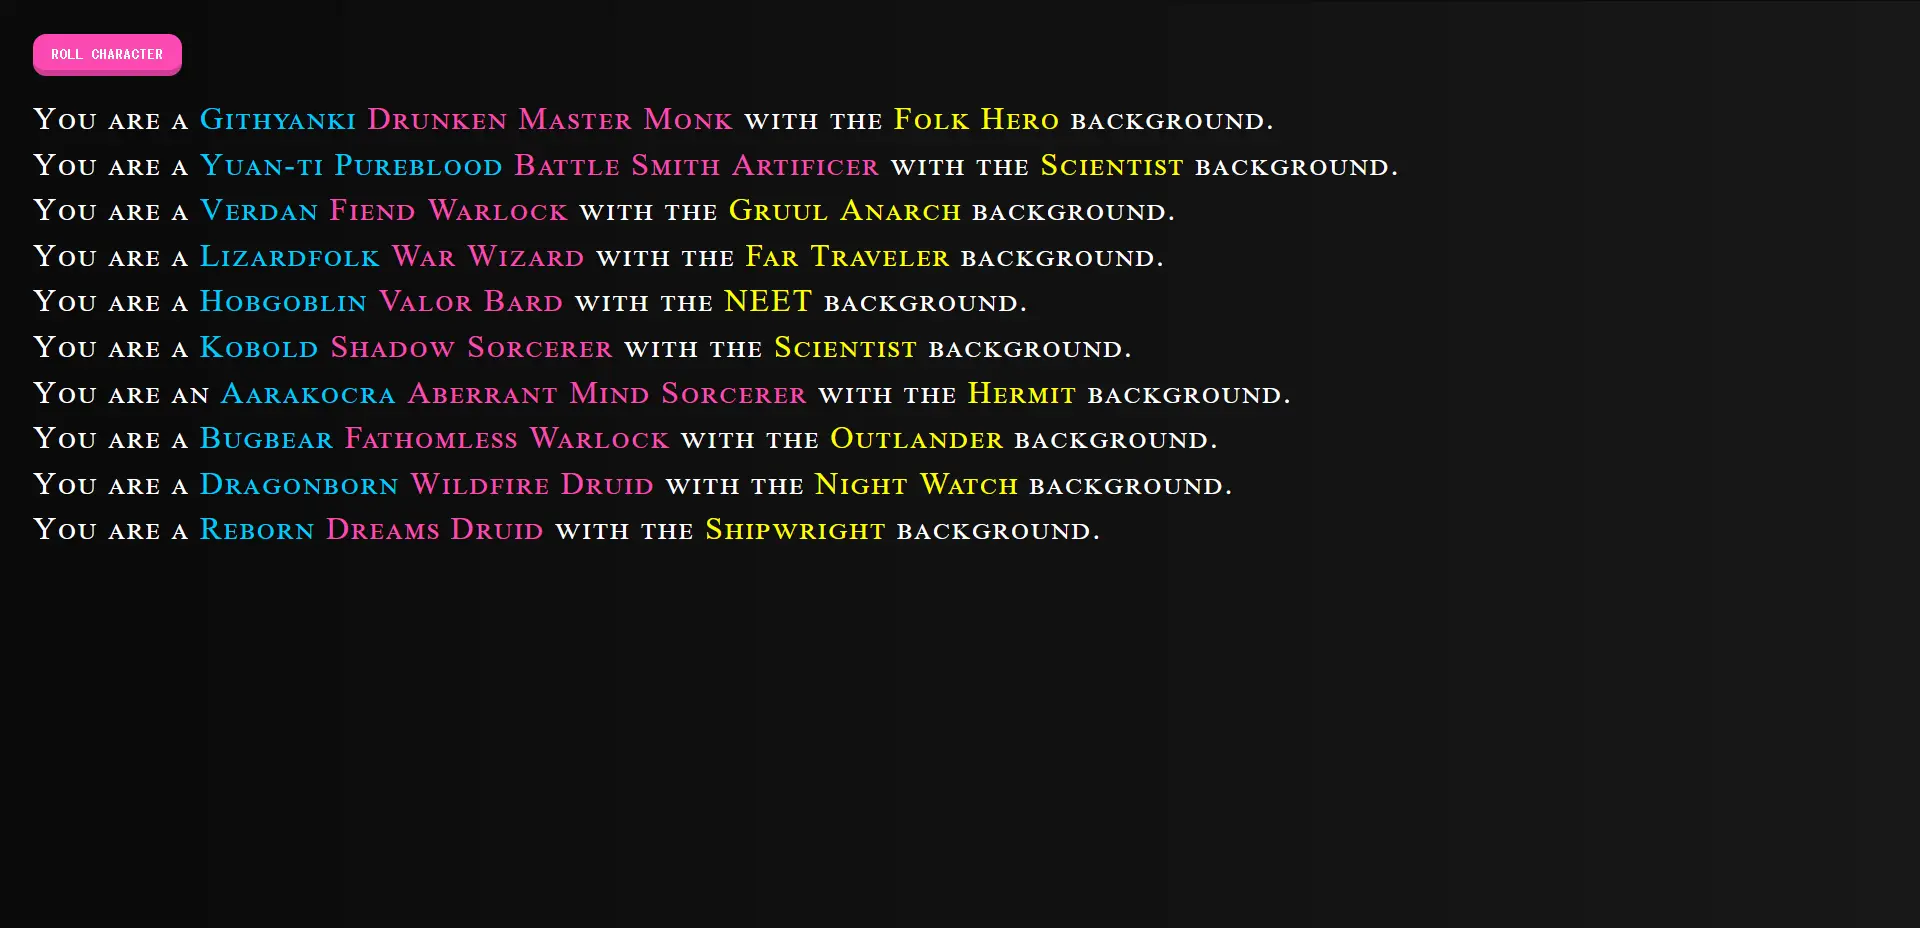 ROLL CHARACTER
You are a Githyanki Drunken Master Monk with the Folk Hero background.
You are a Yuan-ti Pureblood Battle Smith Artificer with the Scientist background.
You are a Verdan Fiend Warlock with the Gruul Anarch background.
You are a Lizardfolk War Wizard with the Far Traveler background.
You are a Hobgoblin Valor Bard with the NEET background.
You are a Kobold Shadow Sorcerer with the Scientist background.
You are an Aarakocra Aberrant Mind Sorcerer with the Hermit background.
You are a Bugbear Fathomless Warlock with the Outlander background.
You are a Dragonborn Wildfire Druid with the Night Watch background.
You are a Reborn Dreams Druid with the Shipwright background.